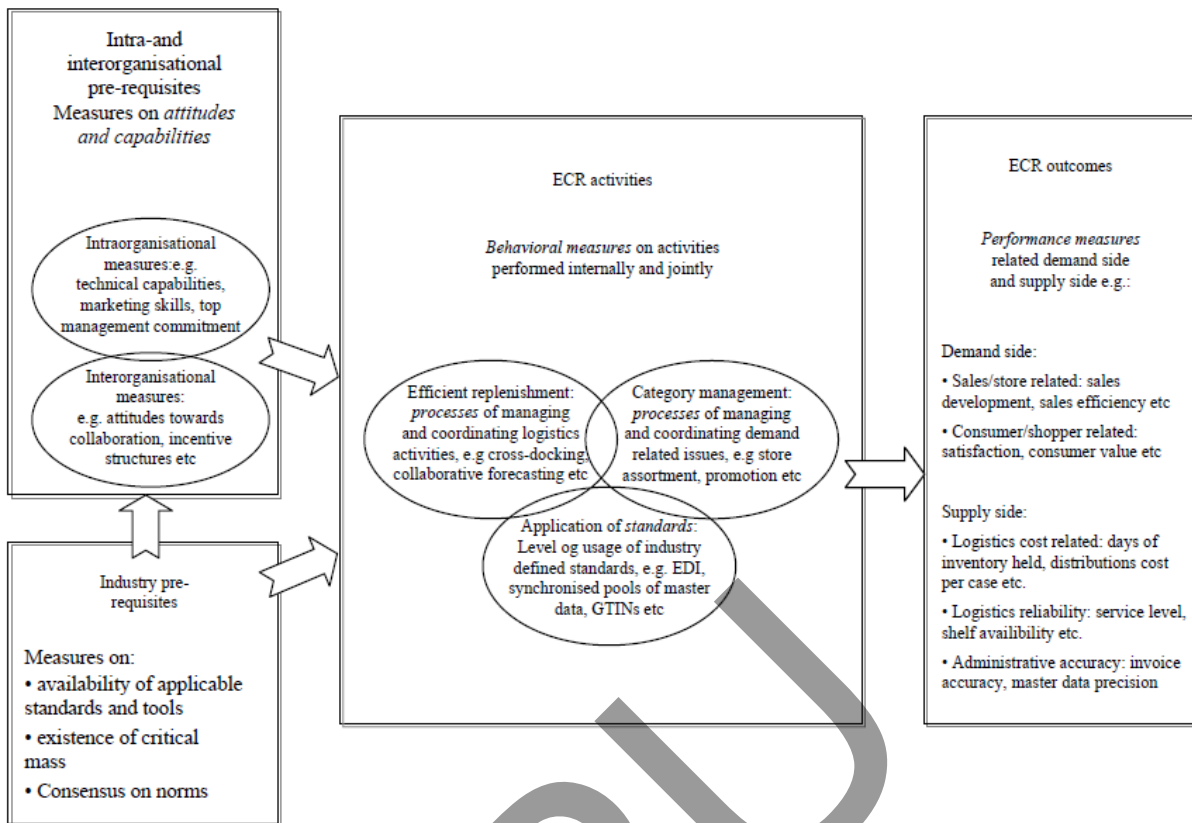 Intra-and
interorganisational
pre-requisites
Measures on attitudes
and capabilities
Intraorganisational
measures:e.g.
technical capabilities,
marketing skills, top
management commitment
Interorganisational
measures:
e.g. attitudes towards
collaboration, incentive
structures etc
Industry pre-
requisites
Measures on:
• availability of applicable
standards and tools
• existence of critical
mass
• Consensus on norms
ECR activities
Behavioral measures on activities
performed internally and jointly
Efficient replenishment:
processes of managing
and coordinating logistics
activities, e.g cross-docking,
collaborative forecasting etc
Category management:
processes of managing
and coordinating demand
related issues, e.g store
assortment, promotion etc
Application of standards:
Level og usage of industry
defined standards, e.g. EDI,
synchronised pools of master
data, GTINs etc
ECR outcomes
Performance measures
related demand side
and supply side e.g.:
Demand side:
• Sales/store related: sales
development, sales efficiency etc
• Consumer/shopper related:
satisfaction, consumer value etc
Supply side:
• Logistics cost related: days of
inventory held, distributions cost
per case etc.
• Logistics reliability: service level,
shelf availibility etc.
• Administrative accuracy: invoice
accuracy, master data precision